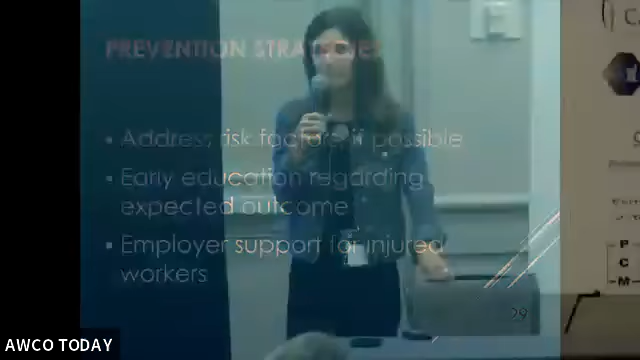 PREVENTION STRATEGIES
Address risk factors if possible
Early education regarding
expected outcome
Employer support for injured
workers
29
P
C
M
AWCO TODAY